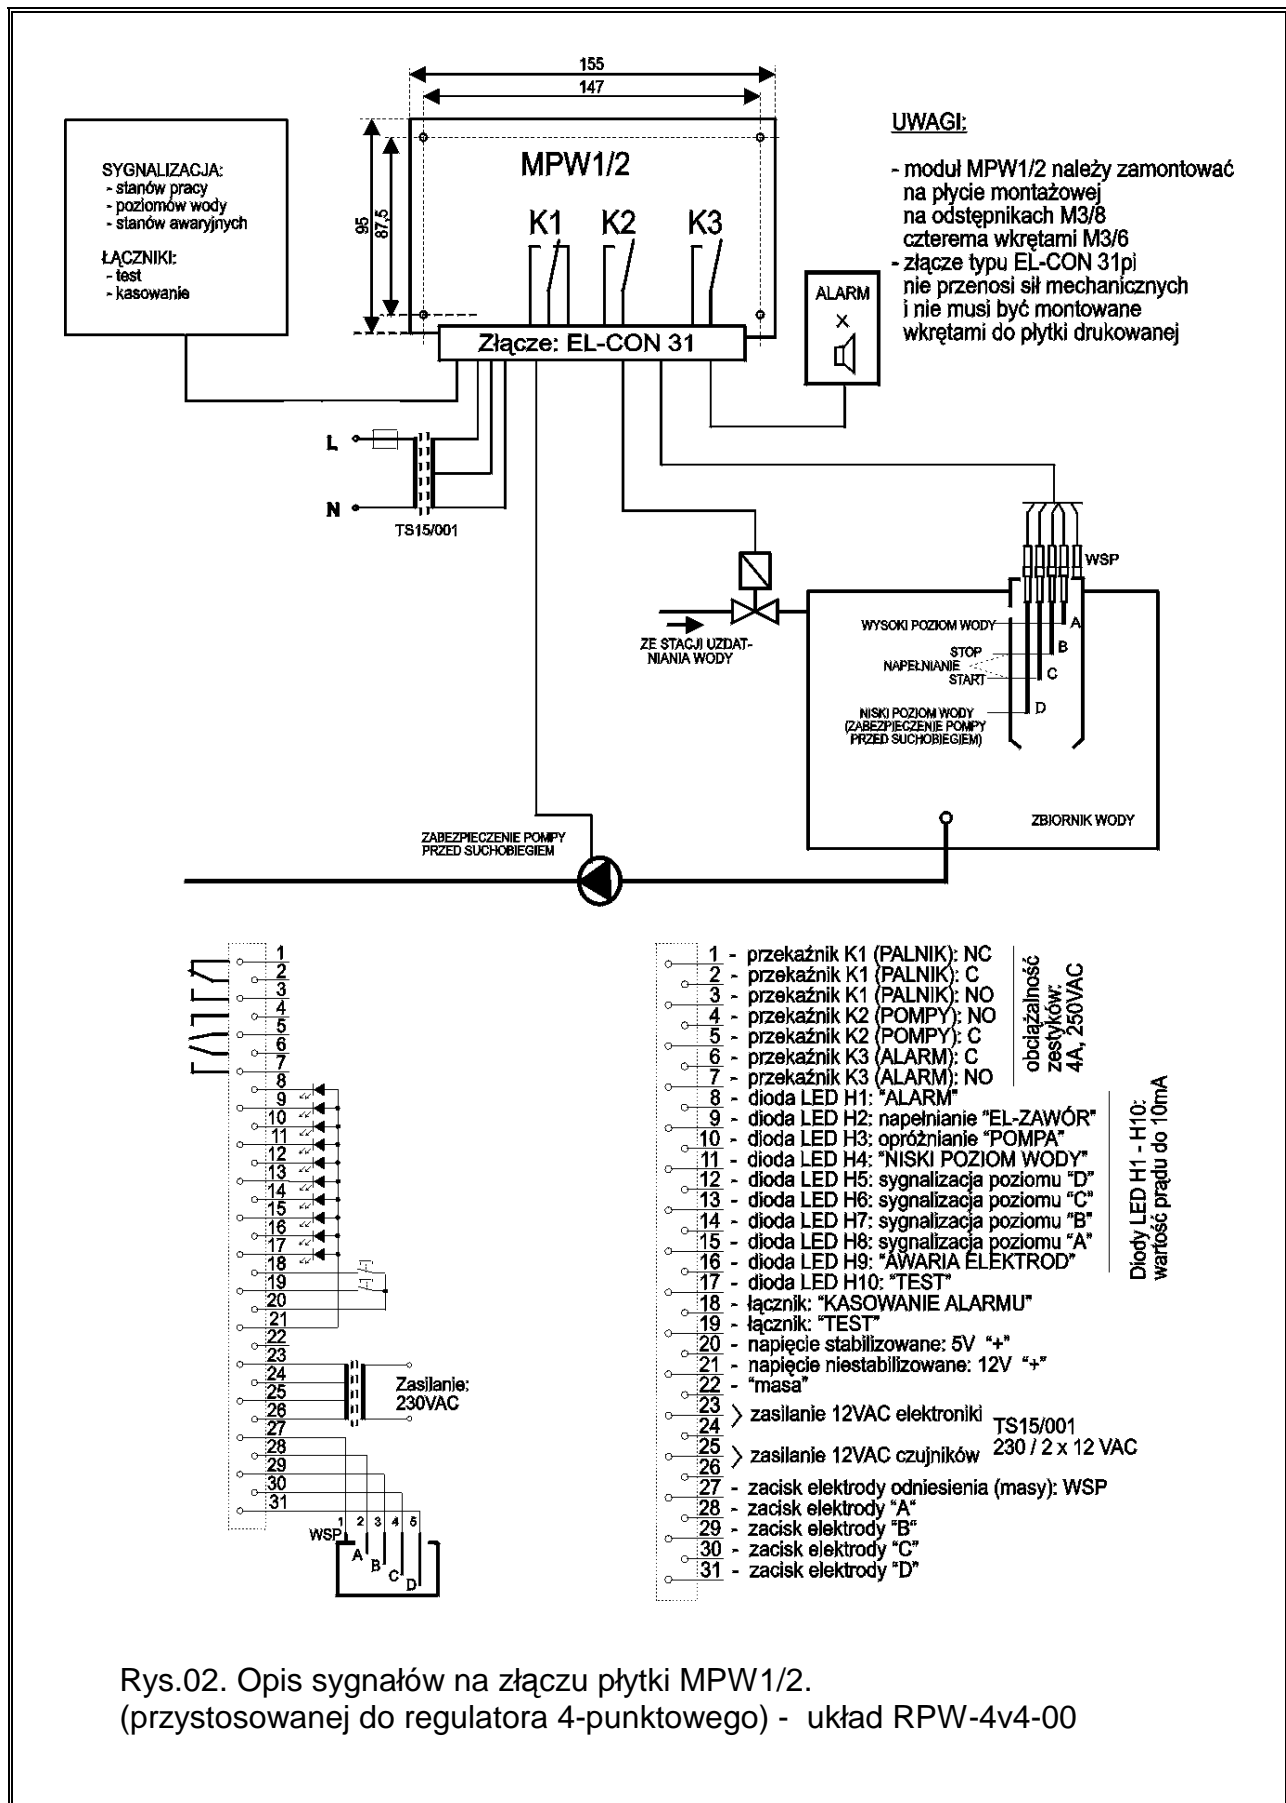 155
147
95
87,5
MPW1/2
K1
K2
K3
Złącze: EL-CON 31
SYGNALIZACJA:
- stanów pracy
- poziomów wody
- stanów awaryjnych
ŁĄCZNIKI:
- test
- kasowanie
UWAGI:
- moduł MPW1/2 należy zamontować
na płycie montażowej
na odstępnikach M3/8
czterema wkrętami M3/6
- złącze typu EL-CON 31pi
nie przenosi sił mechanicznych
i nie musi być montowane
wkrętami do płytki drukowanej
ALARM
L
N
TS15/001
WSP
ZE STACJI UZDAT-
NIANIA WODY
WYSOKI POZIOM WODY
A
STOP
B
NAPEŁNIANIE
START
C
NISKI POZIOM WODY
D
(ZABEZPIECZENIE POMPY
PRZED SUCHOBIEGIEM)
ZBIORNIK WODY
ZABEZPIECZENIE POMPY
PRZED SUCHOBIEGIEM
1
2
3
4
5
6
7
8
9
10
11
12
13
14
15
16
17
18
19
20
21
22
23
24
25
26
27
28
29
30
31
Zasilanie:
230VAC
1 2 3 4 5
WSP
A
B
C
D
1 - przekaźnik K1 (PALNIK): NC
2 - przekaźnik K1 (PALNIK): C
3 - przekaźnik K1 (PALNIK): NO
4 - przekaźnik K2 (POMPY): NO
5 - przekaźnik K2 (POMPY): C
6 - przekaźnik K3 (ALARM): C
7 - przekaźnik K3 (ALARM): NO
obciążalność
zestyków:
4A, 250VAC
8 - dioda LED H1: "ALARM"
9 - dioda LED H2: napełnianie "EL-ZAWÓR"
10 - dioda LED H3: opróżnianie "POMPA"
11 - dioda LED H4: "NISKI POZIOM WODY"
12 - dioda LED H5: sygnalizacja poziomu "D"
13 - dioda LED H6: sygnalizacja poziomu "C"
14 - dioda LED H7: sygnalizacja poziomu "B"
15 - dioda LED H8: sygnalizacja poziomu "A"
16 - dioda LED H9: "AWARIA ELEKTROD"
17 - dioda LED H10: "TEST"
Diody LED H1 - H10:
wartość prądu do 10mA
18 - łącznik: "KASOWANIE ALARMU"
19 - łącznik: "TEST"
20 - napięcie stabilizowane: 5V "+"
21 - napięcie niestabilizowane: 12V "+"
22 - "masa"
23
24
zasilanie 12VAC elektroniki
25
26
zasilanie 12VAC czujników
TS15/001
230 / 2 x 12 VAC
27 - zacisk elektrody odniesienia (masy): WSP
28 - zacisk elektrody "A"
29 - zacisk elektrody "B"
30 - zacisk elektrody "C"
31 - zacisk elektrody "D"
Rys.02. Opis sygnałów na złączu płytki MPW1/2.
(przystosowanej do regulatora 4-punktowego) - układ RPW-4v4-00